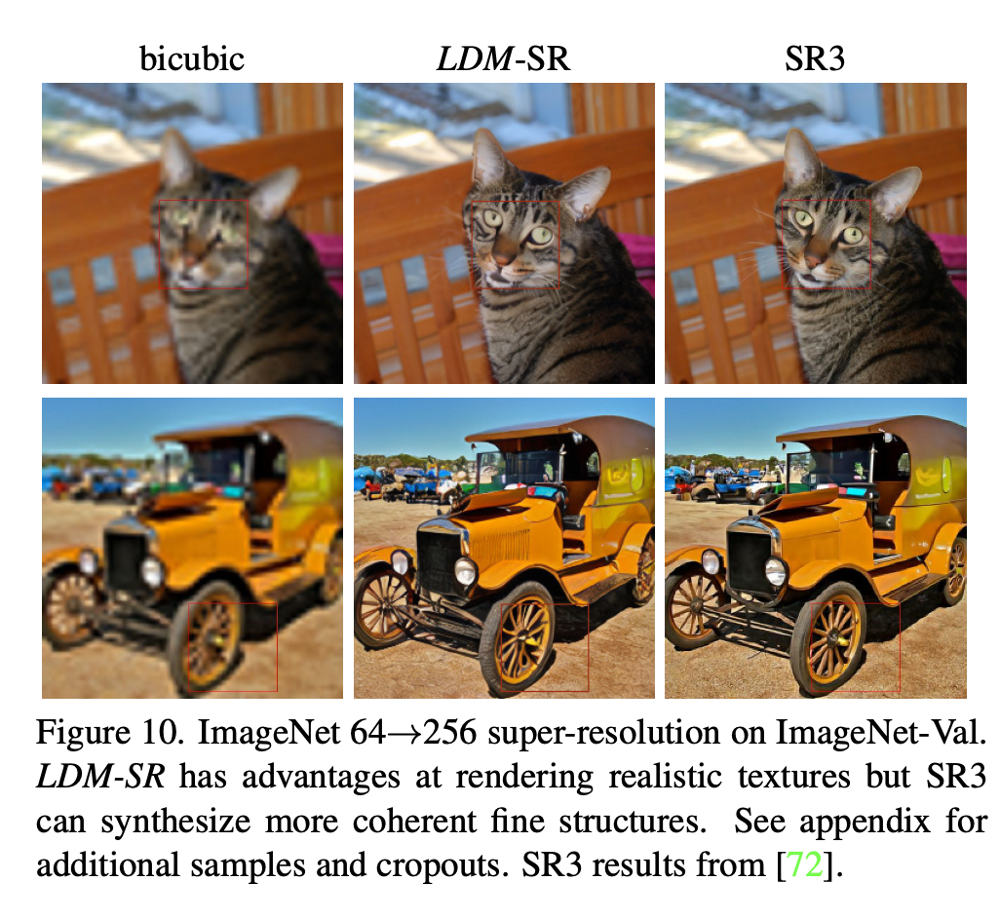 bicubic LDM-SR SR3
Figure 10. ImageNet 64→256 super-resolution on ImageNet-Val.
LDM-SR has advantages at rendering realistic textures but SR3
can synthesize more coherent fine structures. See appendix for
additional samples and cropouts. SR3 results from [72].